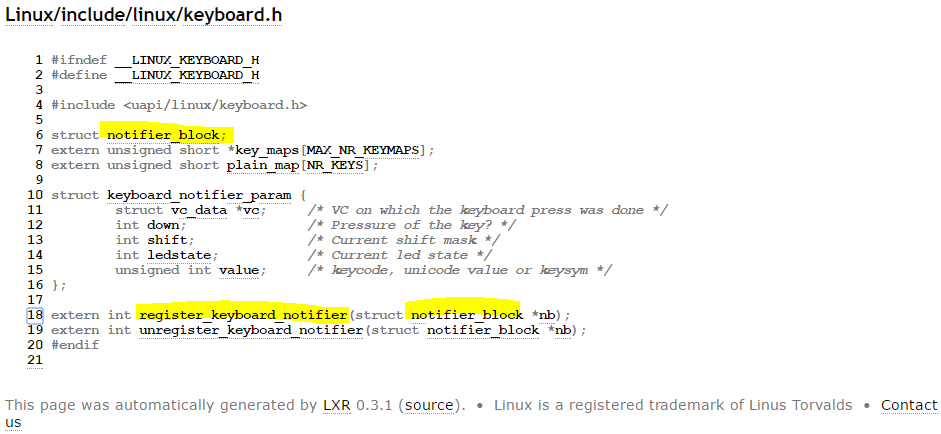 Linux/include/linux/keyboard.h
1 #ifndef __LINUX_KEYBOARD_H
2 #define __LINUX_KEYBOARD_H
3
4 #include <uapi/linux/keyboard.h>
5
6 struct notifier_block;
7 extern unsigned short *key_maps[MAX_NR_KEYMAPS];
8 extern unsigned short plain_map[NR_KEYS];
9
10 struct keyboard_notifier_param {
11         struct vc_data *vc;     /* VC on which the keyboard press was done */
12         int down;               /* Pressure of the key? */
13         int shift;              /* Current shift mask */
14         int ledstate;           /* Current led state */
15         unsigned int value;     /* keycode, unicode value or keysym */
16 };
17
18 extern int register_keyboard_notifier(struct notifier_block *nb);
19 extern int unregister_keyboard_notifier(struct notifier_block *nb);
20 #endif
21
This page was automatically generated by LXR 0.3.1 (source). • Linux is a registered trademark of Linus Torvalds • Contact
us